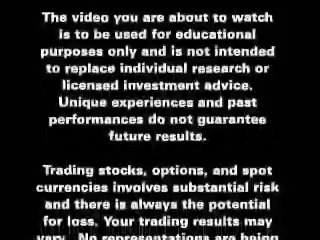 The video you are about to watch
is to be used for educational
purposes only and is not intended
to replace individual research or
licensed investment advice.
Unique experiences and past
performances do not guarantee
future results.
Trading stocks, options, and spot
currencies involves substantial risk
and there is always the potential
for loss. Your trading results may
vary. No representations are being